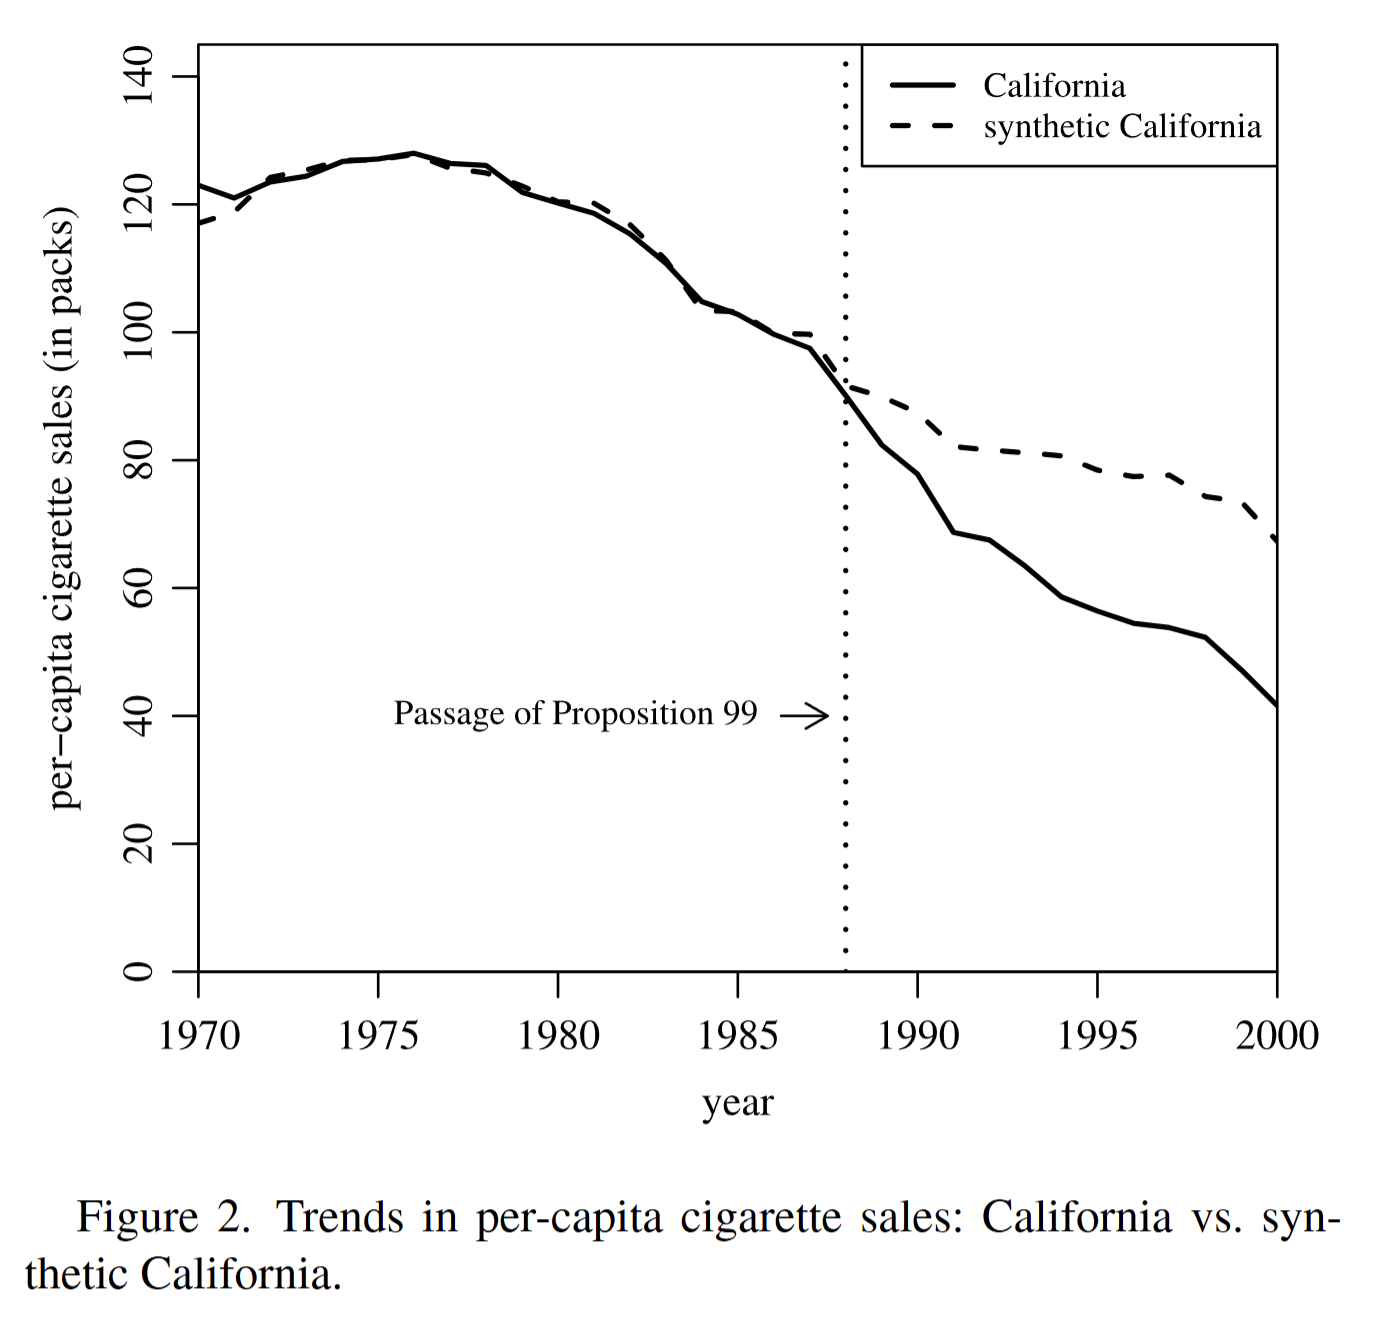 140
120
100
80
60
40
20
0
per−capita cigarette sales (in packs)
California
synthetic California
Passage of Proposition 99
1970 1975 1980 1985 1990 1995 2000
year
Figure 2. Trends in per-capita cigarette sales: California vs. syn-
thetic California.